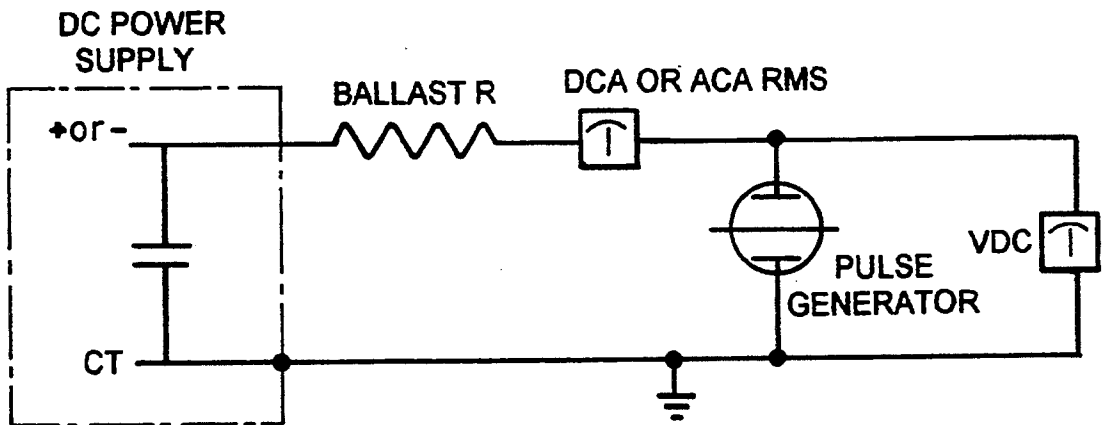 DC POWER
SUPPLY
+or-
BALLAST R
DCA OR ACA RMS
VDC
PULSE
GENERATOR
CT